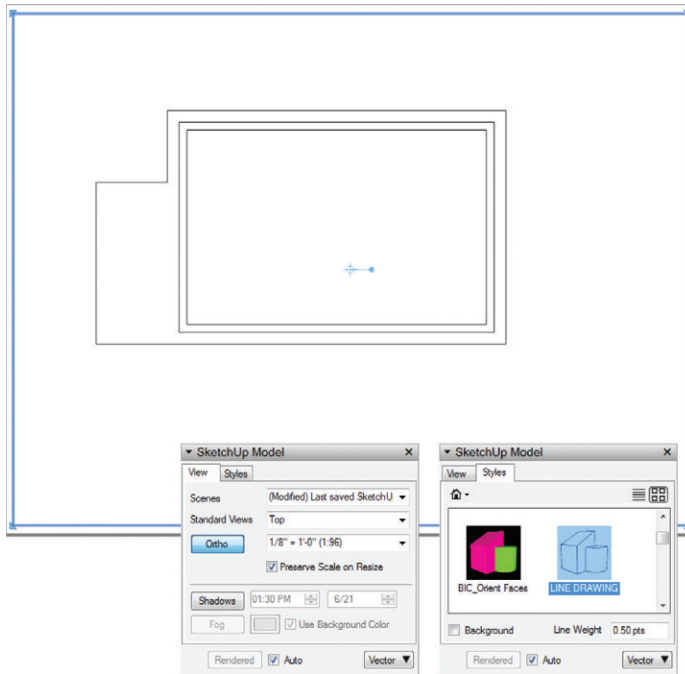 SketchUp Model
View Styles
Scenes (Modified) Last saved SketchU
Standard Views Top
Ortho 1/8" = 1'-0" (1:96)
Preserve Scale on Resize
Shadows 01:30 PM 6/21
Fog Use Background Color
Rendered Auto Vector
SketchUp Model
View Styles
BIC_Orient Faces LINE DRAWING
Background Line Weight 0.50 pts
Rendered Auto Vector